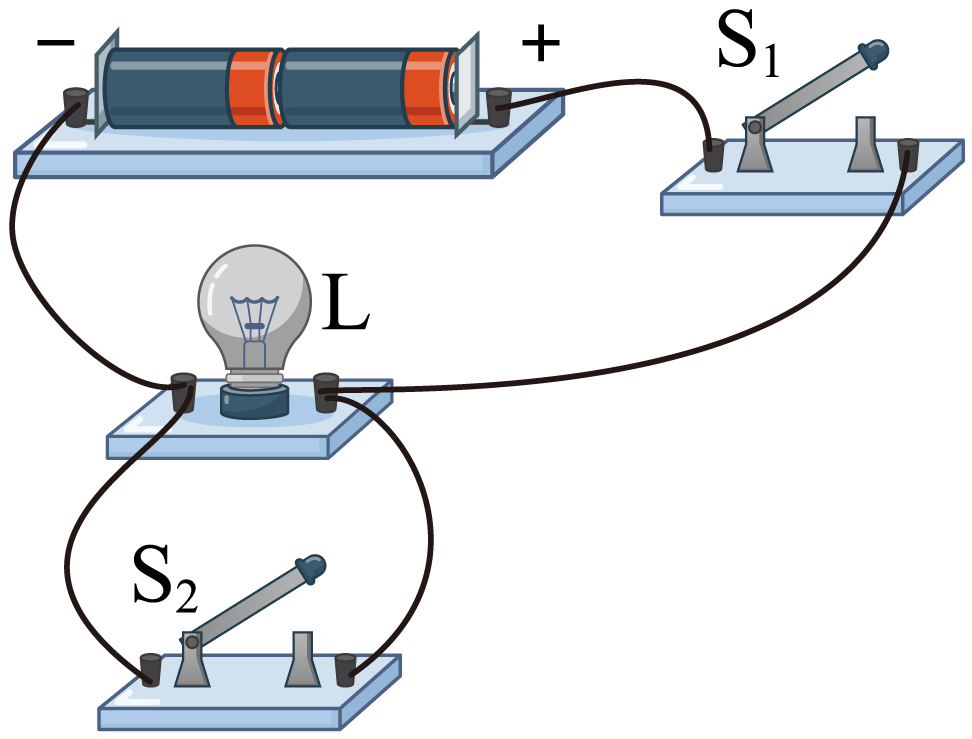 − +
S₁
L
S₂